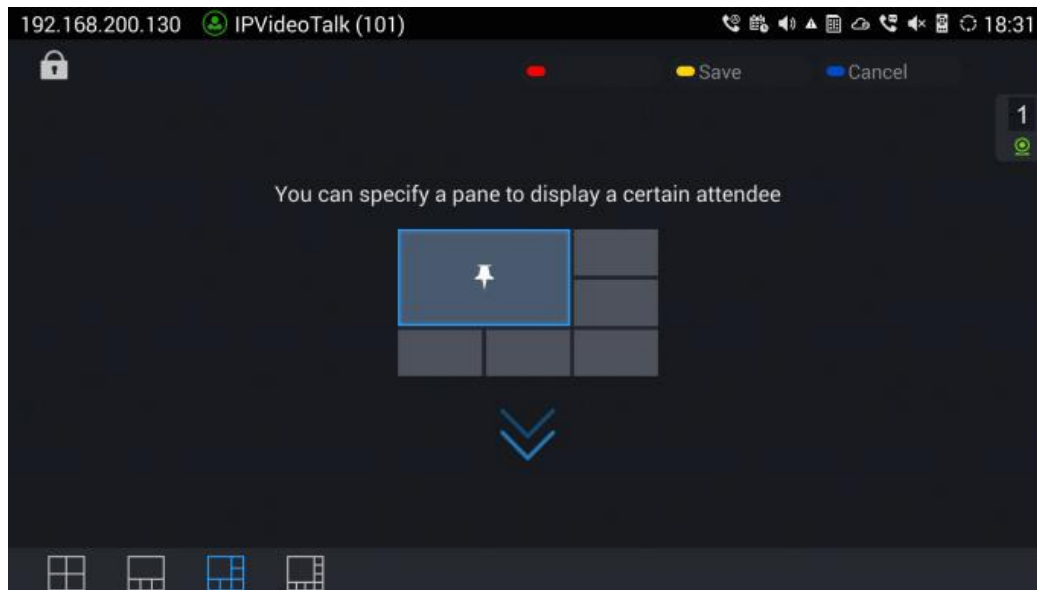 192.168.200.130 IPVideoTalk (101) 18:31
Save Cancel
1
You can specify a pane to display a certain attendee